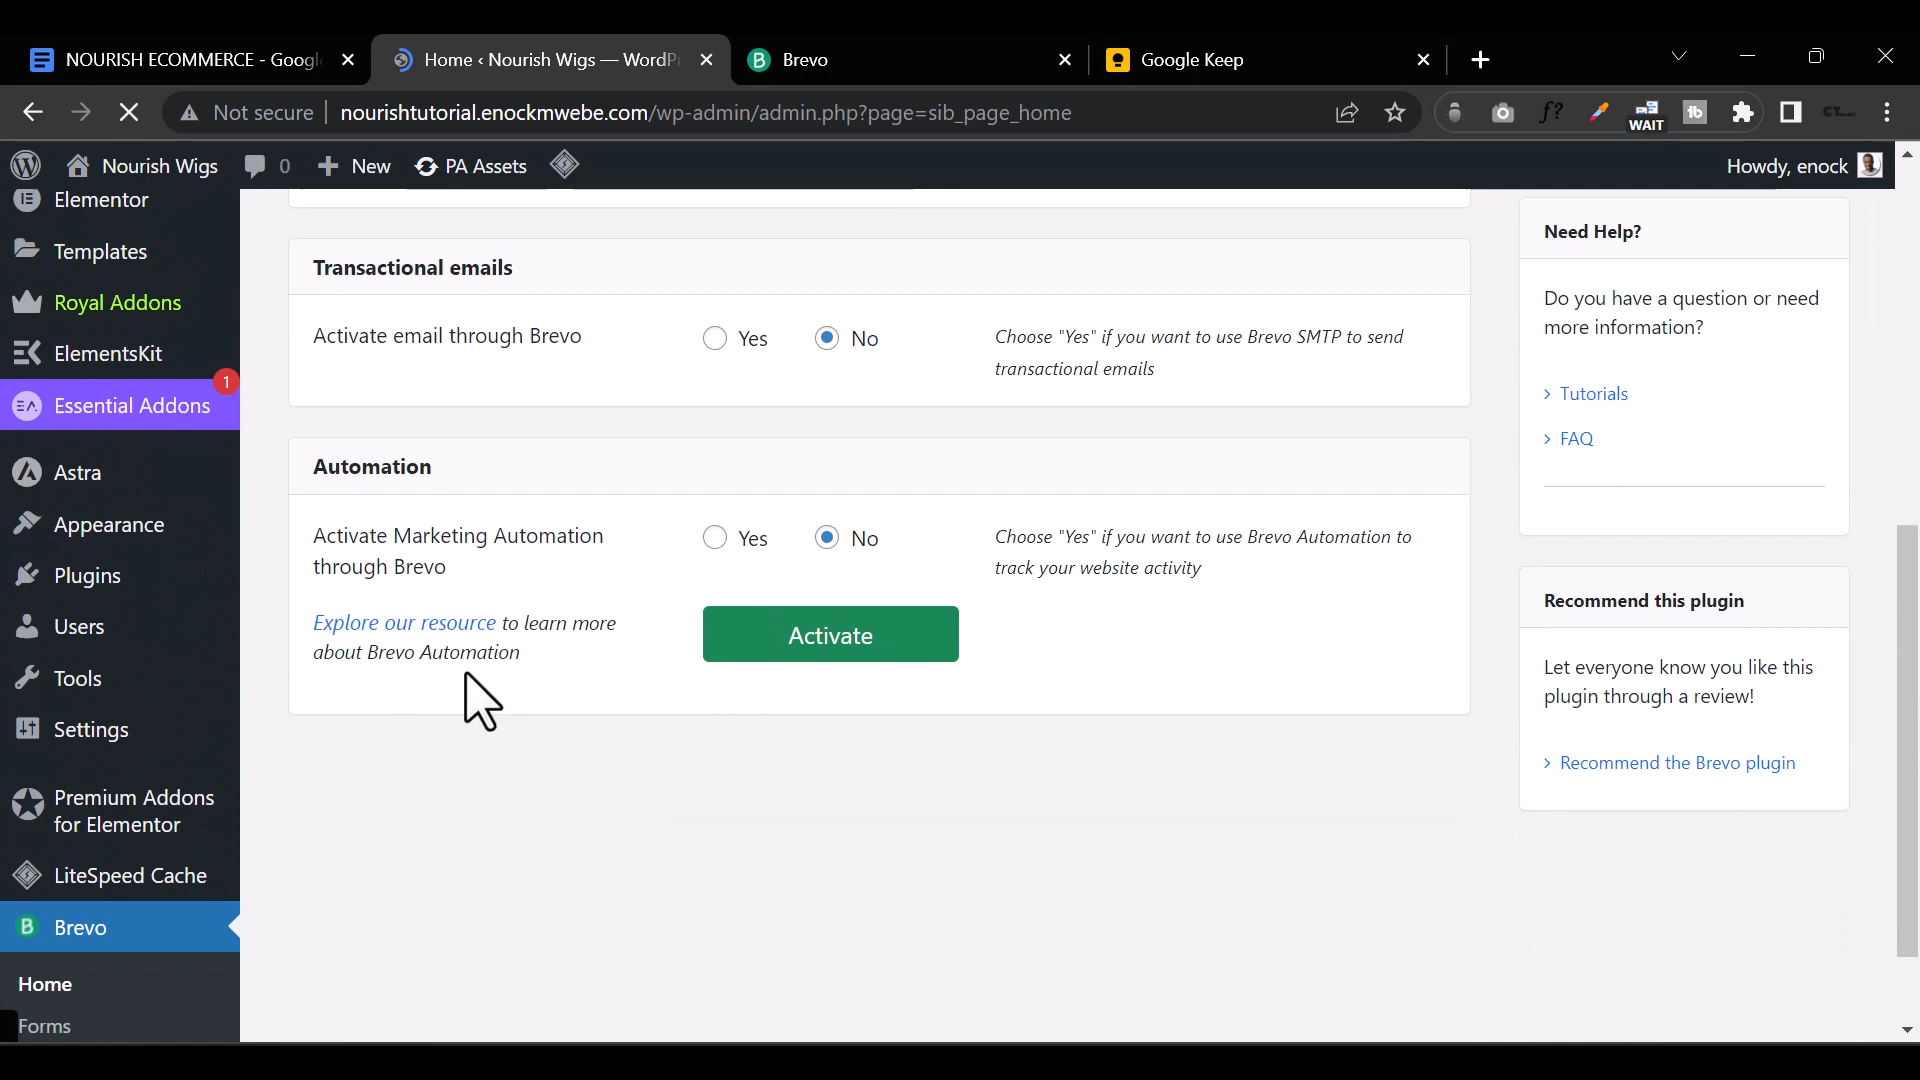 NOURISH ECOMMERCE - Googl
Home ‹ Nourish Wigs — WordP
Brevo
Google Keep
Not secure
nourishtutorial.enockmwebe.com/wp-admin/admin.php?page=sib_page_home
f?
WAIT
tb
Nourish Wigs
0
New
PA Assets
Howdy, enock
Elementor
Templates
Royal Addons
ElementsKit
1
Essential Addons
Astra
Appearance
Plugins
Users
Tools
Settings
Premium Addons
for Elementor
LiteSpeed Cache
Brevo
Home
Forms
Transactional emails
Activate email through Brevo
Yes
No
Choose "Yes" if you want to use Brevo SMTP to send
transactional emails
Automation
Activate Marketing Automation
through Brevo
Yes
No
Choose "Yes" if you want to use Brevo Automation to
track your website activity
Explore our resource to learn more
about Brevo Automation
Activate
Need Help?
Do you have a question or need
more information?
Tutorials
FAQ
Recommend this plugin
Let everyone know you like this
plugin through a review!
Recommend the Brevo plugin